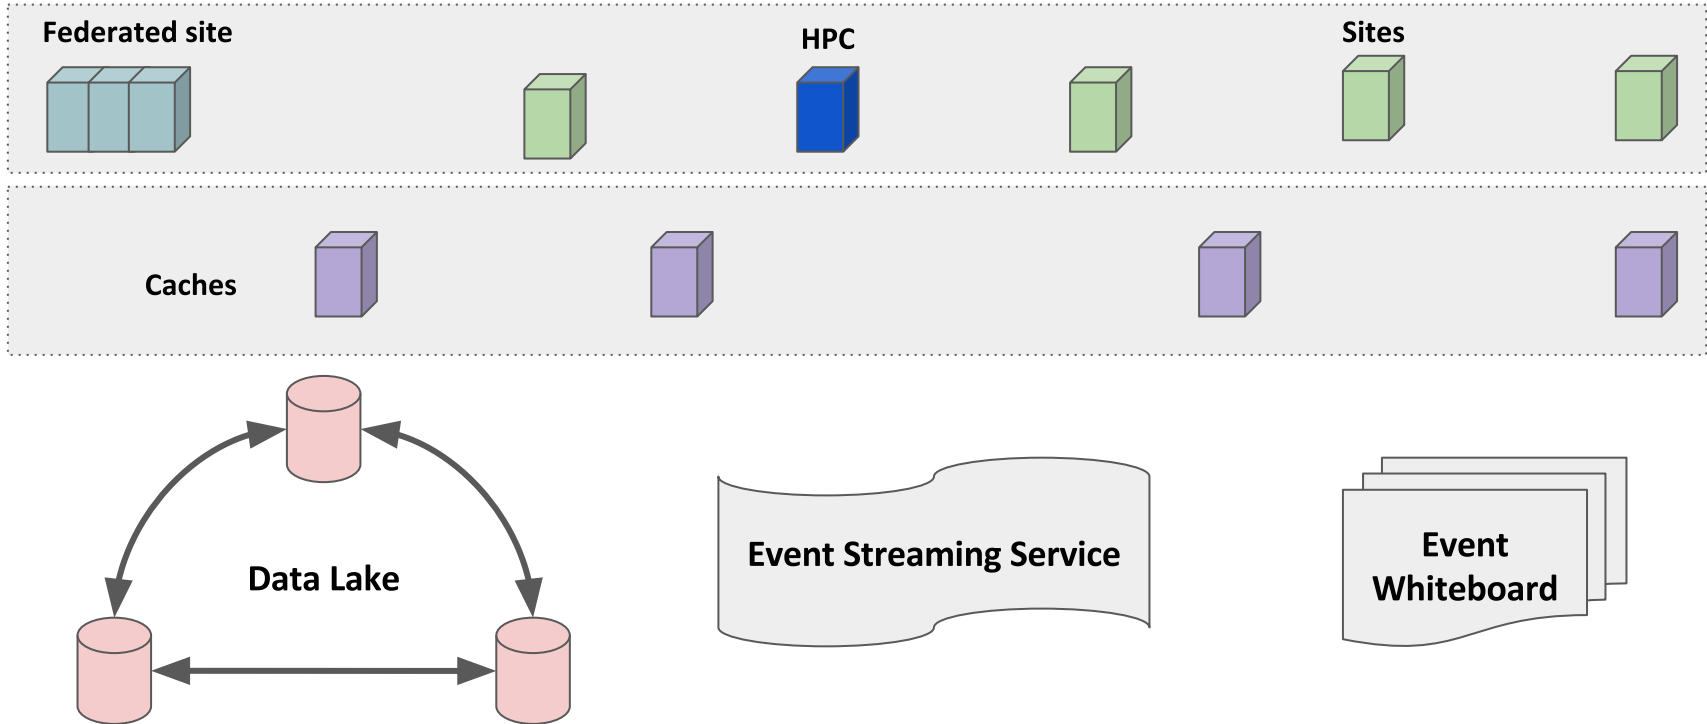 Federated site
HPC
Sites
Caches
Data Lake
Event Streaming Service
Event
Whiteboard